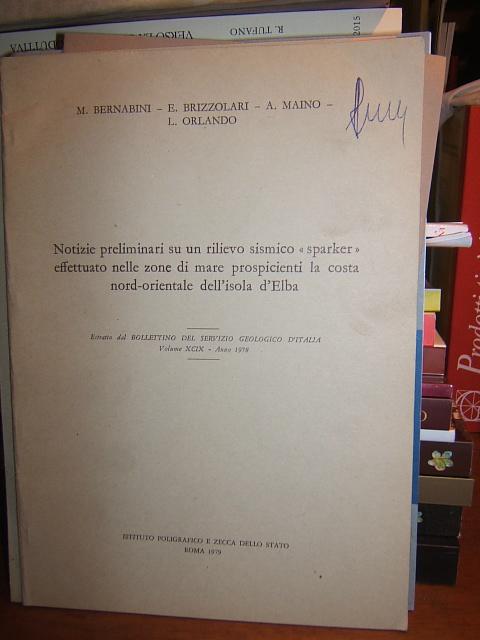 R. TUFANO
2015
M. BERNABINI – E. BRIZZOLARI – A. MAINO –
L. ORLANDO
Notizie preliminari su un rilievo sismico « sparker »
effettuato nelle zone di mare prospicienti la costa
nord-orientale dell'isola d'Elba
Estratto dal BOLLETTINO DEL SERVIZIO GEOLOGICO D'ITALIA
Volume XCIX – Anno 1978
ISTITUTO POLIGRAFICO E ZECCA DELLO STATO
ROMA 1979